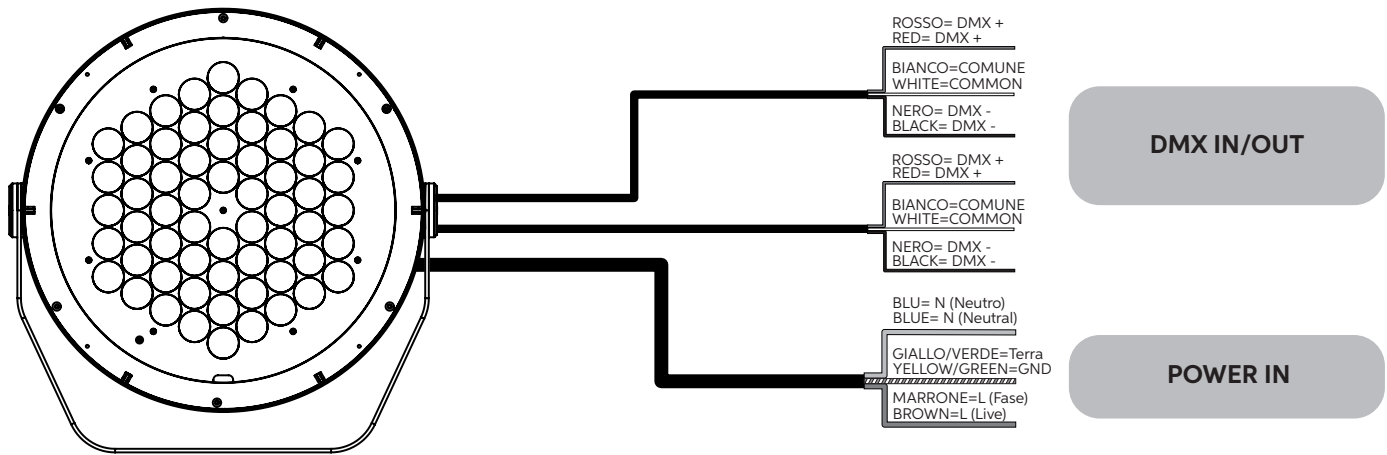 ROSSO= DMX +
RED= DMX +
BIANCO=COMUNE
WHITE=COMMON
NERO= DMX -
BLACK= DMX -
DMX IN/OUT
ROSSO= DMX +
RED= DMX +
BIANCO=COMUNE
WHITE=COMMON
NERO= DMX -
BLACK= DMX -
BLU= N (Neutro)
BLUE= N (Neutral)
GIALLO/VERDE=Terra
YELLOW/GREEN=GND
MARRONE=L (Fase)
BROWN=L (Live)
POWER IN